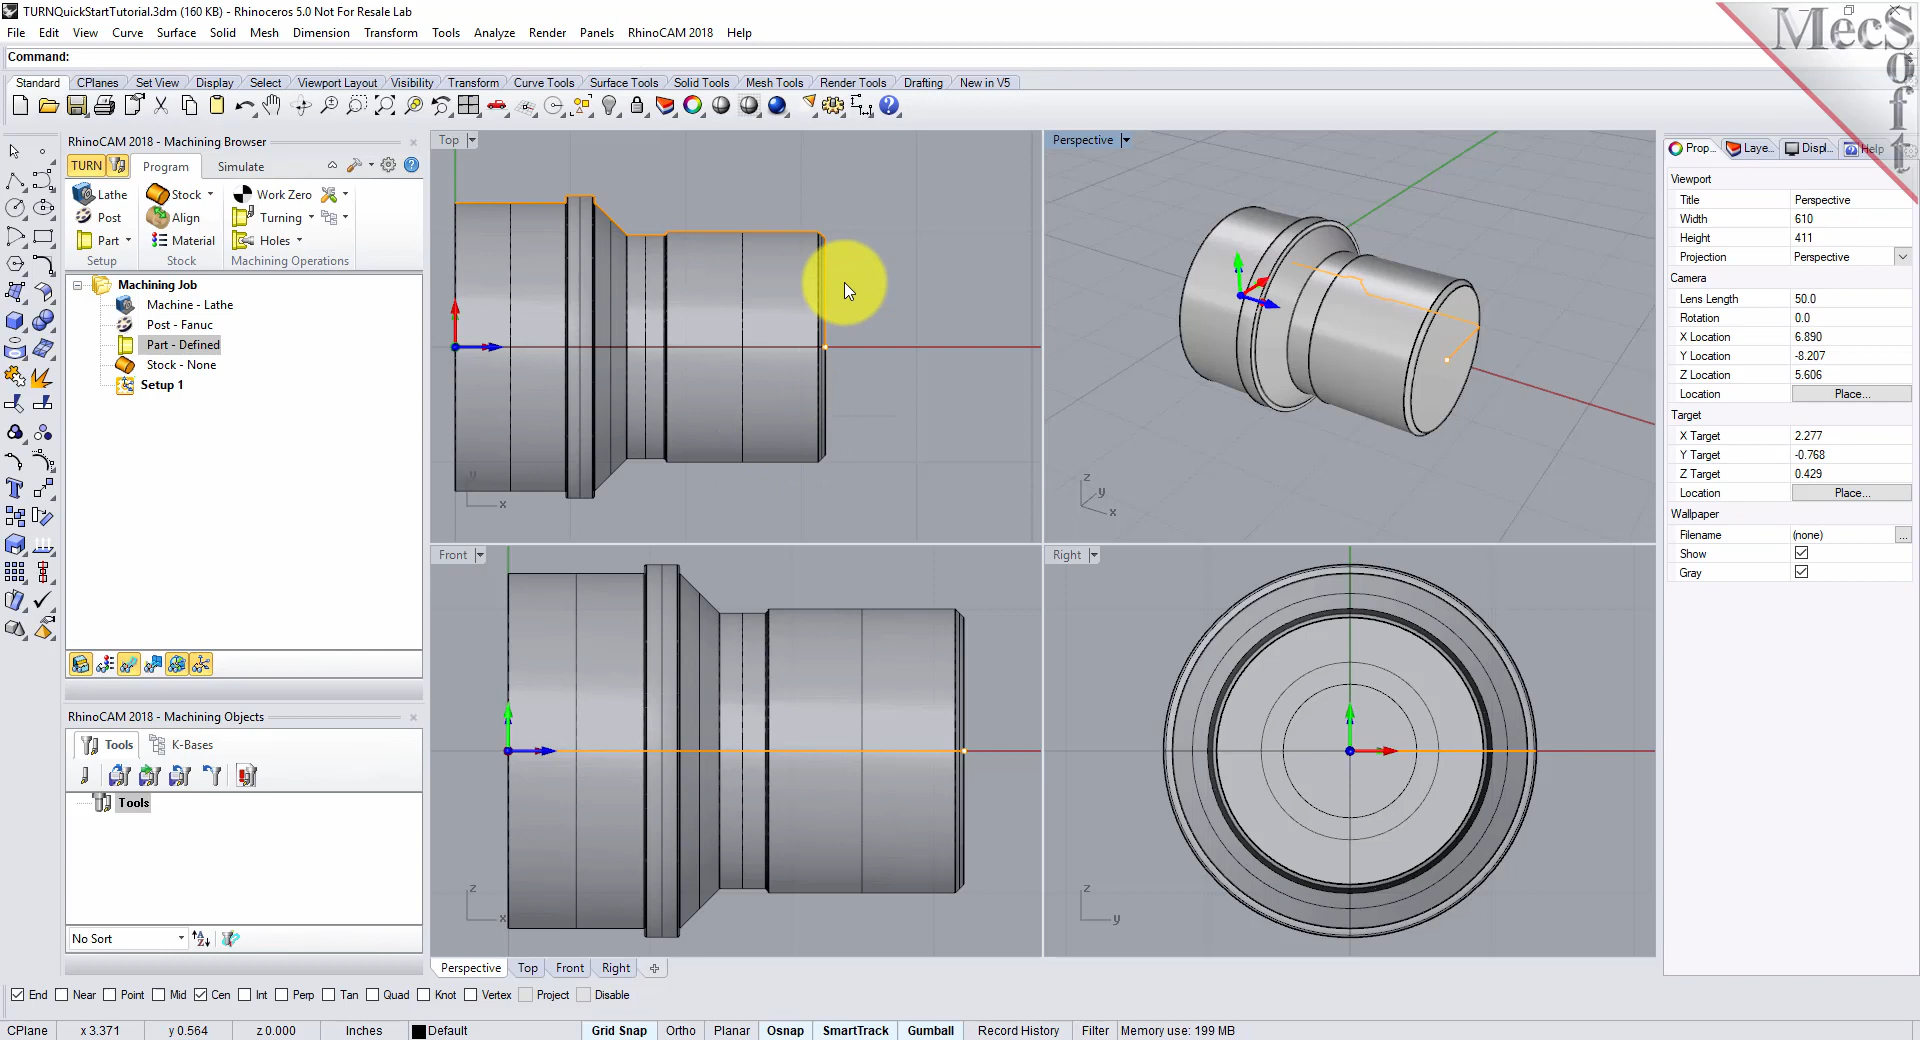 TURNQuickStartTutorial.3dm (160 KB) - Rhinoceros 5.0 Not For Resale Lab
File Edit View Curve Surface Solid Mesh Dimension Transform Tools Analyze Render Panels RhinoCAM 2018 Help
Command:
Standard CPlanes Set View Display Select Viewport Layout Visibility Transform Curve Tools Surface Tools Solid Tools Mesh Tools Render Tools Drafting New in V5
MecSoft
RhinoCAM 2018 - Machining Browser
TURN Program Simulate
Lathe Stock Work Zero
Post Align Turning
Part Material Holes
Setup Stock Machining Operations
Machining Job
Machine - Lathe
Post - Fanuc
Part - Defined
Stock - None
Setup 1
RhinoCAM 2018 - Machining Objects
Tools K-Bases
Tools
No Sort
Top
y
x
Perspective
z
y
x
Front
z
x
Right
z
y
Prop... Laye... Displ... Help
Viewport
Title Perspective
Width 610
Height 411
Projection Perspective
Camera
Lens Length 50.0
Rotation 0.0
X Location 6.890
Y Location -8.207
Z Location 5.606
Location Place...
Target
X Target 2.277
Y Target -0.768
Z Target 0.429
Location Place...
Wallpaper
Filename (none) ...
Show
Gray
Perspective Top Front Right
End Near Point Mid Cen Int Perp Tan Quad Knot Vertex Project Disable
CPlane x 3.371 y 0.564 z 0.000 Inches Default Grid Snap Ortho Planar Osnap SmartTrack Gumball Record History Filter Memory use: 199 MB